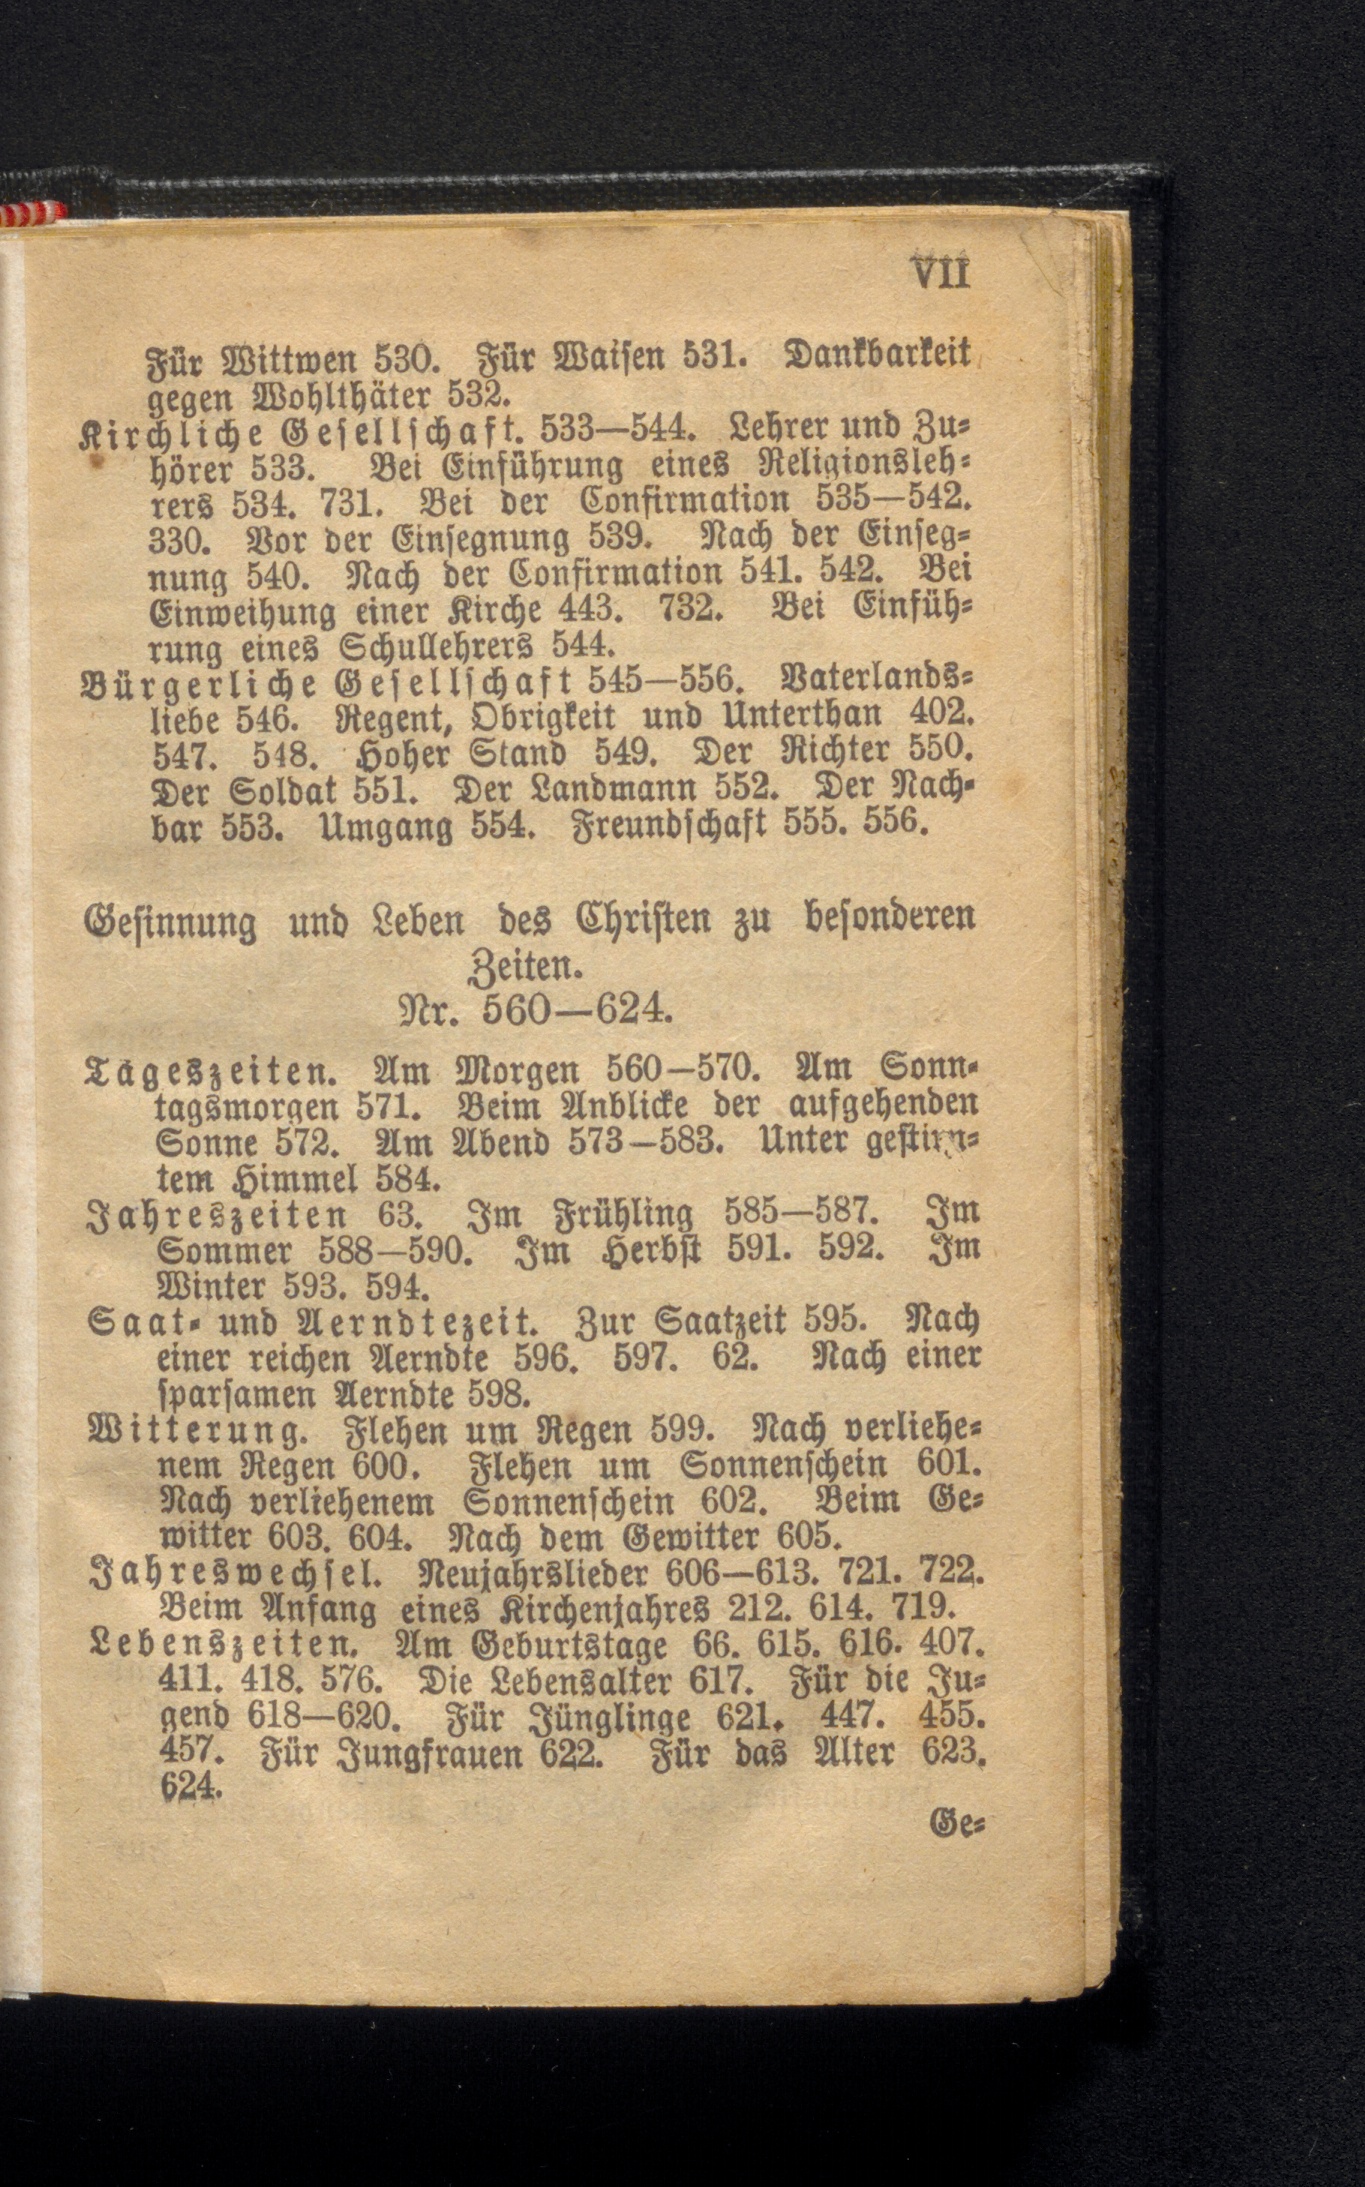 VII
Für Wittwen 530. Für Waisen 531. Dankbarkeit
gegen Wohlthäter 532.
Kirchliche Gesellschaft. 533—544. Lehrer und Zu=
hörer 533. Bei Einführung eines Religionsleh=
rers 534. 731. Bei der Confirmation 535—542.
330. Vor der Einsegnung 539. Nach der Einseg=
nung 540. Nach der Confirmation 541. 542. Bei
Einweihung einer Kirche 443. 732. Bei Einfüh=
rung eines Schullehrers 544.
Bürgerliche Gesellschaft 545—556. Vaterlands=
liebe 546. Regent, Obrigkeit und Unterthan 402.
547. 548. Hoher Stand 549. Der Richter 550.
Der Soldat 551. Der Landmann 552. Der Nach=
bar 553. Umgang 554. Freundschaft 555. 556.
Gesinnung und Leben des Christen zu besonderen
Zeiten.
Nr. 560—624.
Tageszeiten. Am Morgen 560—570. Am Sonn=
tagsmorgen 571. Beim Anblicke der aufgehenden
Sonne 572. Am Abend 573—583. Unter gestirn=
tem Himmel 584.
Jahreszeiten 63. Im Frühling 585—587. Im
Sommer 588—590. Im Herbst 591. 592. Im
Winter 593. 594.
Saat= und Aerndtezeit. Zur Saatzeit 595. Nach
einer reichen Aerndte 596. 597. 62. Nach einer
sparsamen Aerndte 598.
Witterung. Flehen um Regen 599. Nach verliehe=
nem Regen 600. Flehen um Sonnenschein 601.
Nach verliehenem Sonnenschein 602. Beim Ge=
witter 603. 604. Nach dem Gewitter 605.
Jahreswechsel. Neujahrslieder 606—613. 721. 722.
Beim Anfang eines Kirchenjahres 212. 614. 719.
Lebenszeiten. Am Geburtstage 66. 615. 616. 407.
411. 418. 576. Die Lebensalter 617. Für die Ju=
gend 618—620. Für Jünglinge 621. 447. 455.
457. Für Jungfrauen 622. Für das Alter 623.
624.
Ge=